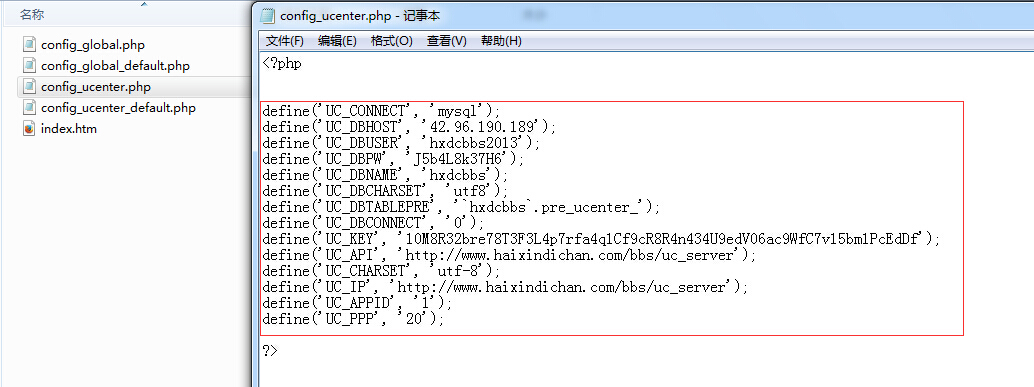 名称
config_global.php
config_global_default.php
config_ucenter.php
config_ucenter_default.php
index.htm
config_ucenter.php - 记事本
文件(F) 编辑(E) 格式(O) 查看(V) 帮助(H)
<?php
define('UC_CONNECT', 'mysql');
define('UC_DBHOST', '42.96.190.189');
define('UC_DBUSER', 'hxdcbbs2013');
define('UC_DBPW', 'J5b4L8k37H6');
define('UC_DBNAME', 'hxdcbbs');
define('UC_DBCHARSET', 'utf8');
define('UC_DBTABLEPRE', '`hxdcbbs`.pre_ucenter_');
define('UC_DBCONNECT', '0');
define('UC_KEY', '10M8R32bre78T3F3L4p7rfa4q1Cf9cR8R4n434U9edV06ac9WfC7v15bm1PcEdDf');
define('UC_API', 'http://www.haixindichan.com/bbs/uc_server');
define('UC_CHARSET', 'utf-8');
define('UC_IP', 'http://www.haixindichan.com/bbs/uc_server');
define('UC_APPID', '1');
define('UC_PPP', '20');
?>